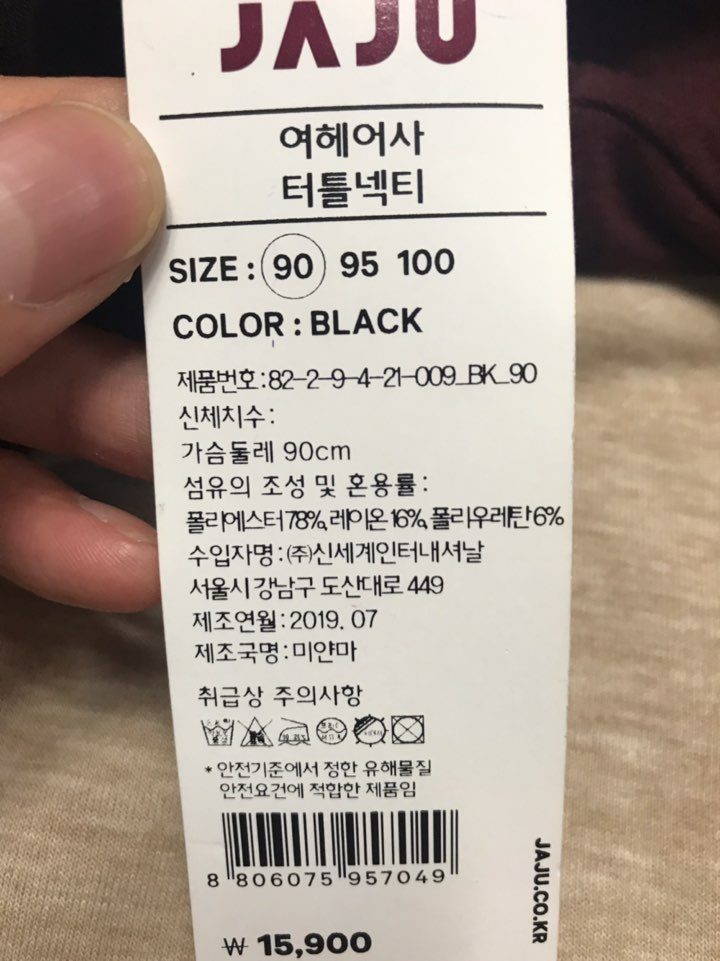 JAJU
여헤어사
터틀넥티
SIZE : 90 95 100
COLOR : BLACK
제품번호:82-2-9-4-21-009_BK_90
신체치수:
가슴둘레 90cm
섬유의 조성 및 혼용률:
폴리에스터78%, 레이온16%, 폴리우레탄6%
수입자명:㈜신세계인터내셔날
서울시강남구 도산대로 449
제조연월:2019. 07
제조국명:미얀마
취급상 주의사항
* 안전기준에서 정한 유해물질
안전요건에 적합한 제품임
8 806075 957049
₩ 15,900
JAJU.CO.KR